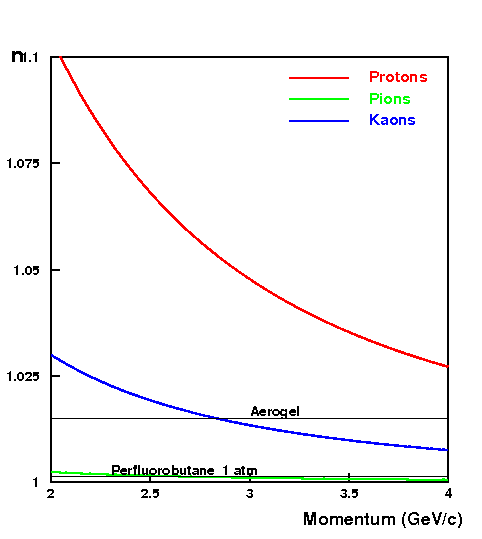 n
1.1
Protons
Pions
Kaons
1.075
1.05
1.025
Aerogel
Perfluorobutane 1 atm
1
2
2.5
3
3.5
4
Momentum (GeV/c)